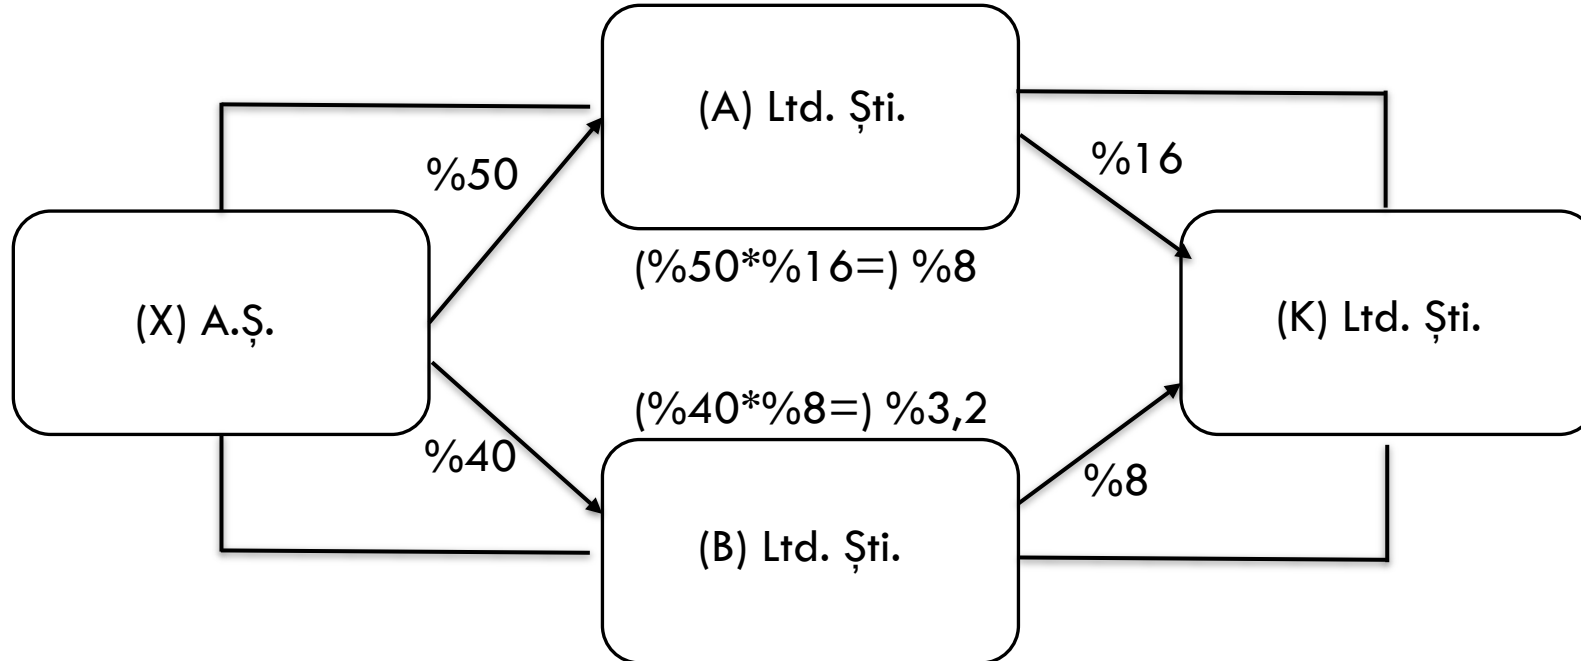 (A) Ltd. Şti.
%50
%16
(%50*%16=) %8
(X) A.Ş.
(K) Ltd. Şti.
(%40*%8=) %3,2
%40
%8
(B) Ltd. Şti.